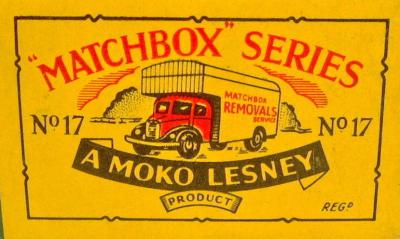 "MATCHBOX" SERIES
MATCHBOX
REMOVALS
SERVICE
Nº 17
Nº 17
A MOKO LESNEY
PRODUCT
REGD